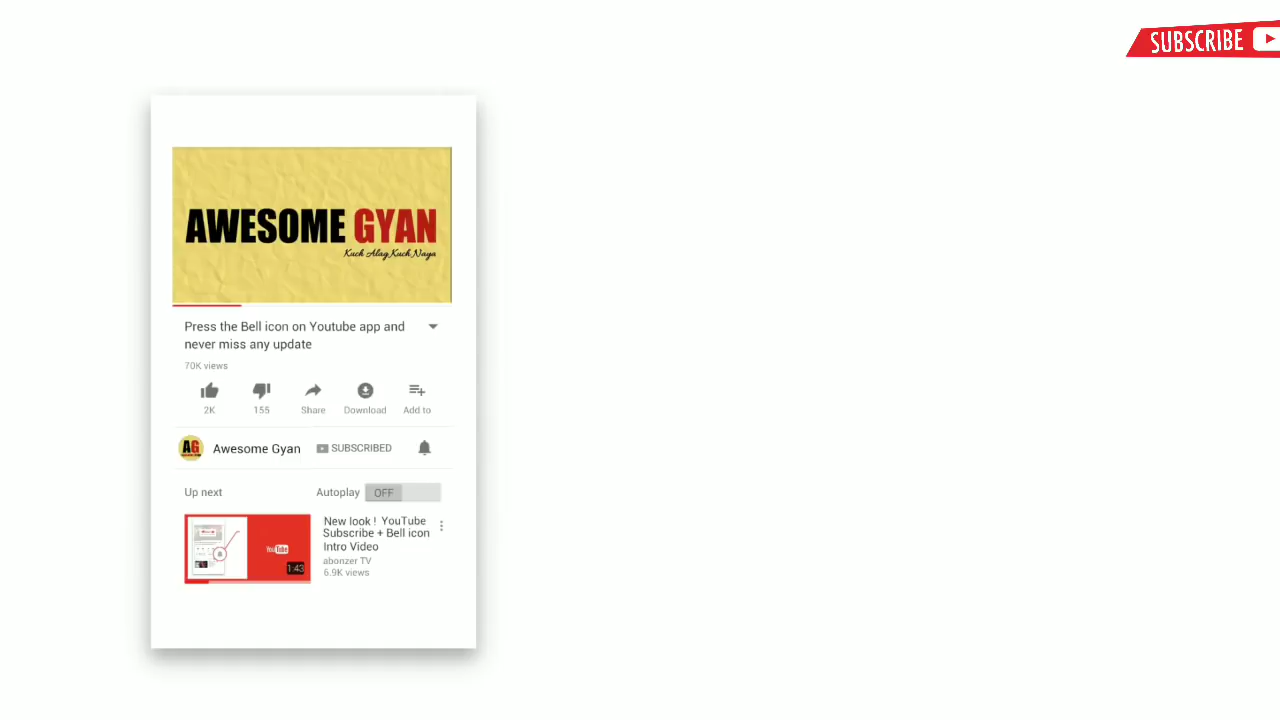 SUBSCRIBE
AWESOME GYAN
Kuch Alag Kuch Naya
Press the Bell icon on Youtube app and
never miss any update
70K views
2K
155
Share
Download
Add to
AG
Awesome Gyan
SUBSCRIBED
Up next
Autoplay
OFF
New look ! YouTube
Subscribe + Bell icon
Intro Video
abonzer TV
6.9K views
YouTube
1:43